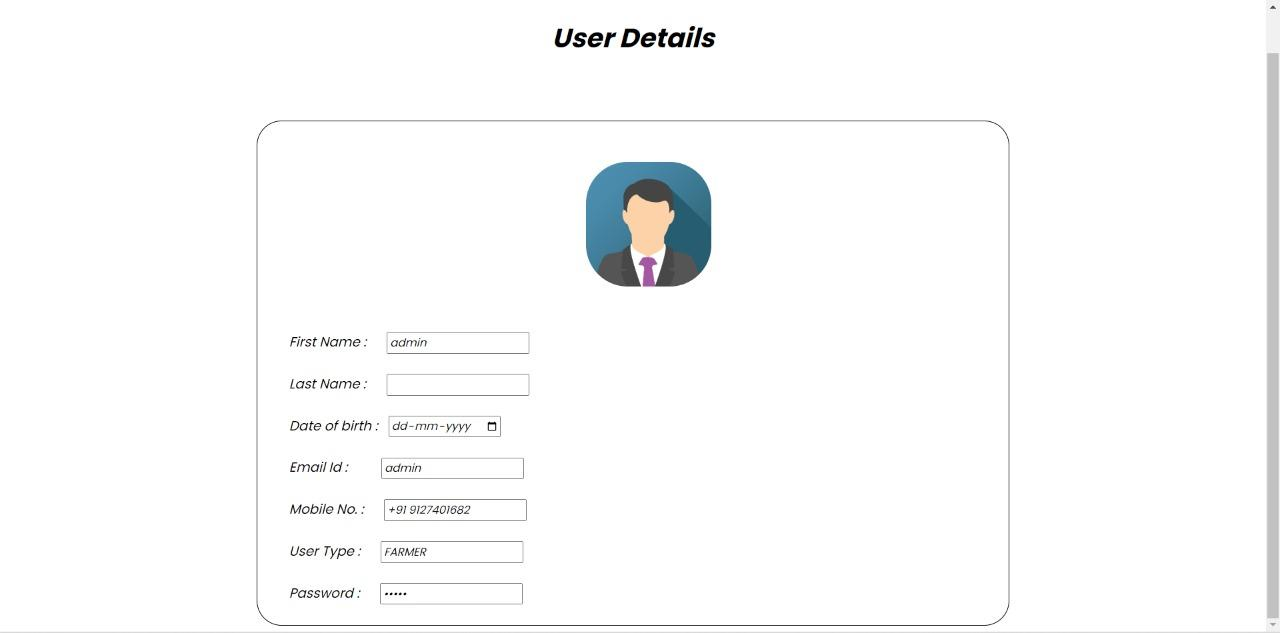 User Details
First Name : admin
Last Name :
Date of birth : dd-mm-yyyy
Email Id : admin
Mobile No. : +91 9127401682
User Type : FARMER
Password : •••••